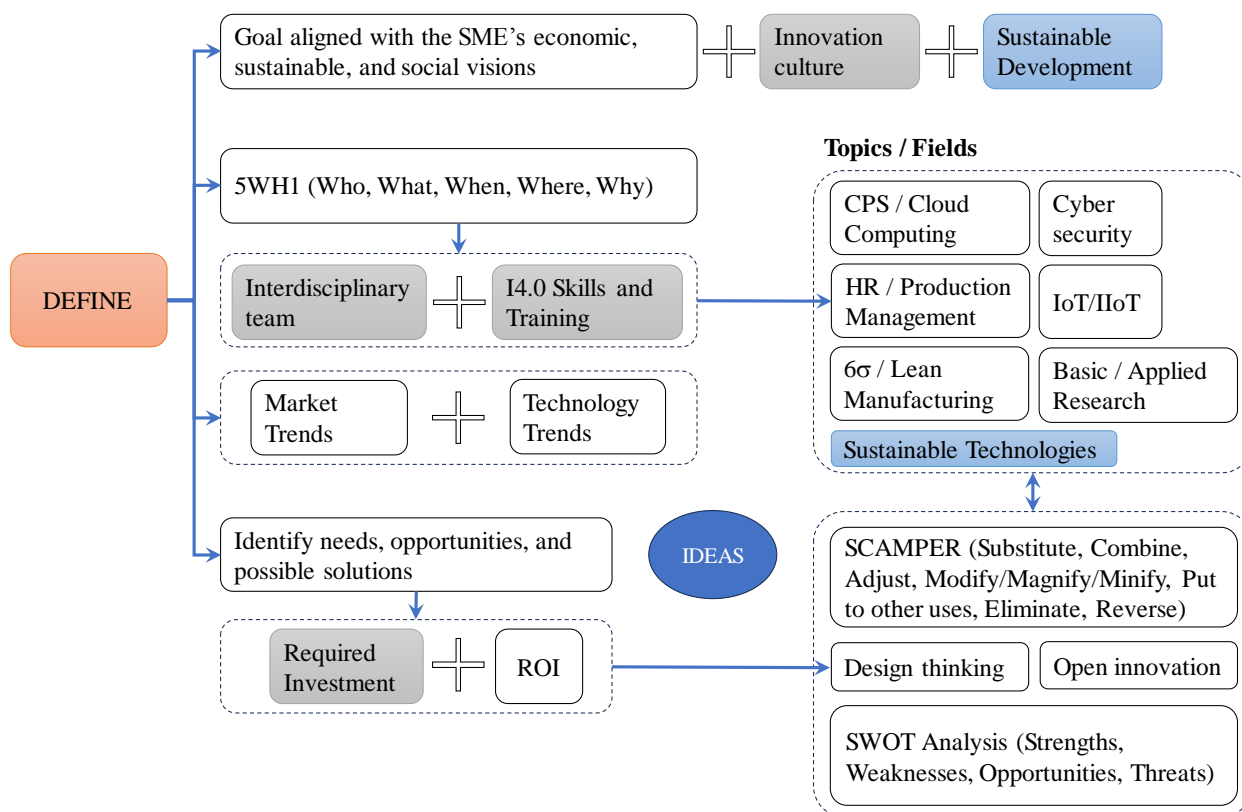 Goal aligned with the SME's economic,
sustainable, and social visions
Innovation
culture
Sustainable
Development
5WH1 (Who, What, When, Where, Why)
Interdisciplinary
team
I4.0 Skills and
Training
DEFINE
Market
Trends
Technology
Trends
Identify needs, opportunities, and
possible solutions
IDEAS
Required
Investment
ROI
Topics / Fields
CPS / Cloud
Computing
Cyber
security
HR / Production
Management
IoT/IIoT
6σ / Lean
Manufacturing
Basic / Applied
Research
Sustainable Technologies
SCAMPER (Substitute, Combine,
Adjust, Modify/Magnify/Minify, Put
to other uses, Eliminate, Reverse)
Design thinking
Open innovation
SWOT Analysis (Strengths,
Weaknesses, Opportunities, Threats)